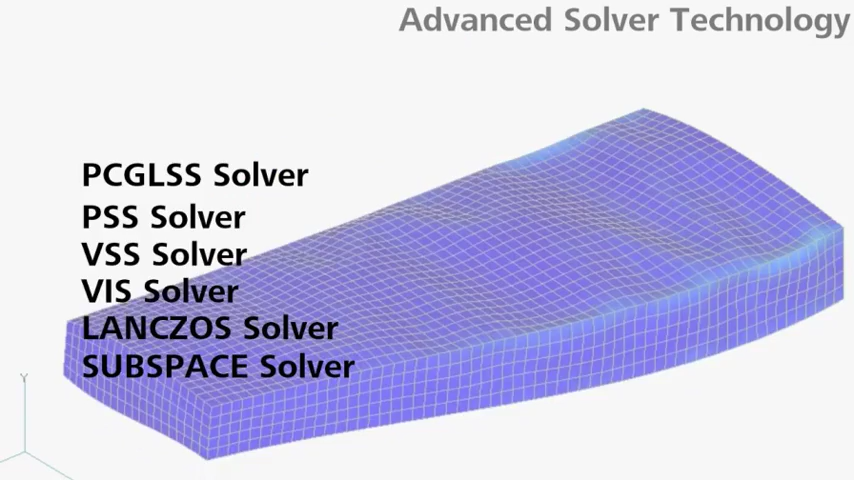 Advanced Solver Technology
PCGLSS Solver
PSS Solver
VSS Solver
VIS Solver
LANCZOS Solver
SUBSPACE Solver
Y